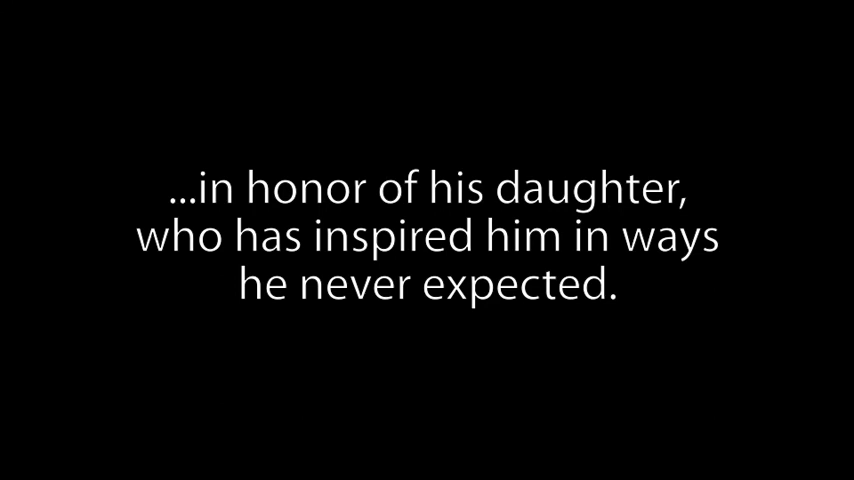 ...in honor of his daughter,
who has inspired him in ways
he never expected.